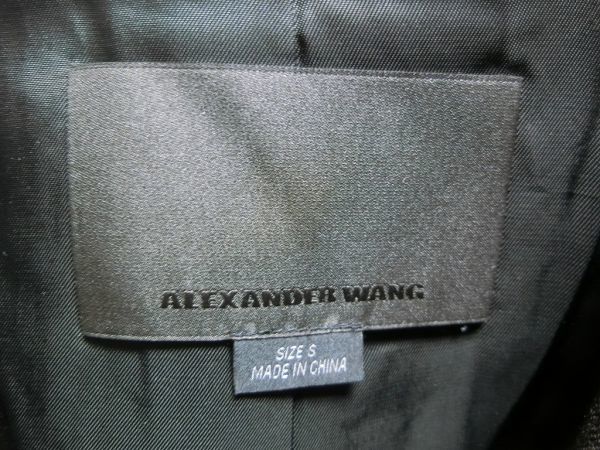 ALEXANDER WANG
SIZE S
MADE IN CHINA